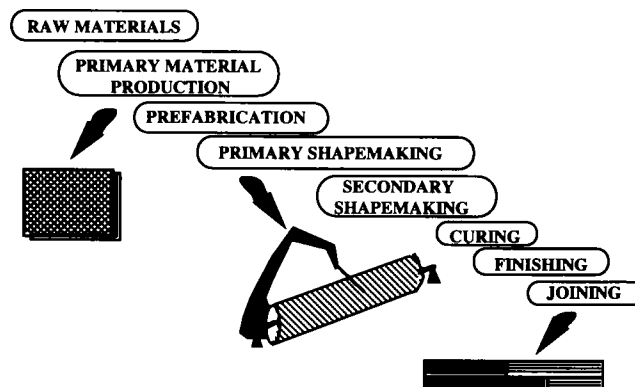 RAW MATERIALS
PRIMARY MATERIAL
PRODUCTION
PREFABRICATION
PRIMARY SHAPEMAKING
SECONDARY
SHAPEMAKING
CURING
FINISHING
JOINING